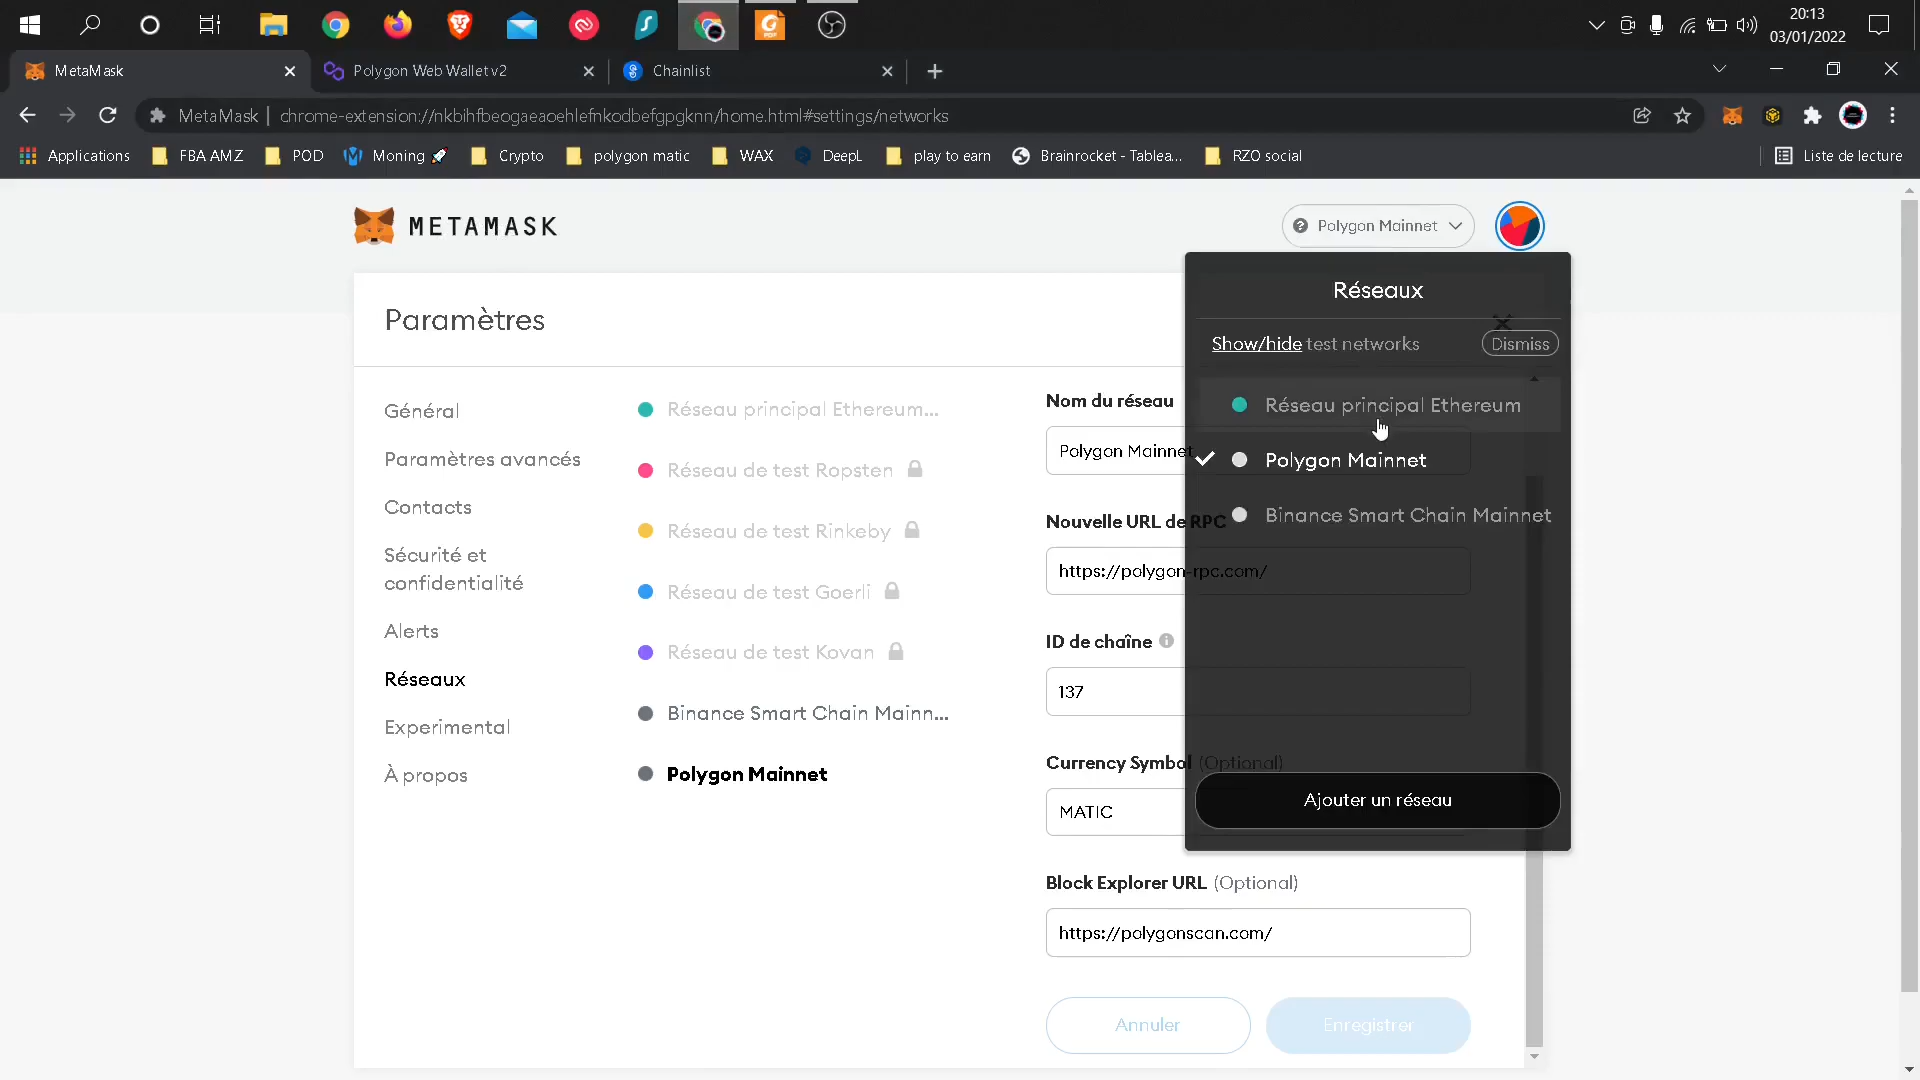 20:13
03/01/2022
MetaMask
Polygon Web Wallet v2
Chainlist
MetaMask | chrome-extension://nkbihfbeogaeaoehlefnkodbefgpgknn/home.html#settings/networks
Applications
FBA AMZ
POD
Moning 🚀
Crypto
polygon matic
WAX
DeepL
play to earn
Brainrocket - Tablea...
RZO social
Liste de lecture
METAMASK
Polygon Mainnet
Réseaux
Show/hide test networks
Dismiss
Réseau principal Ethereum
Polygon Mainnet
Binance Smart Chain Mainnet
Ajouter un réseau
Paramètres
Général
Paramètres avancés
Contacts
Sécurité et
confidentialité
Alerts
Réseaux
Experimental
À propos
Réseau principal Ethereum...
Réseau de test Ropsten
Réseau de test Rinkeby
Réseau de test Goerli
Réseau de test Kovan
Binance Smart Chain Mainn...
Polygon Mainnet
Nom du réseau
Polygon Mainnet
Nouvelle URL de RPC
https://polygon-rpc.com/
ID de chaîne
137
Currency Symbol (Optional)
MATIC
Block Explorer URL (Optional)
https://polygonscan.com/
Annuler
Enregistrer